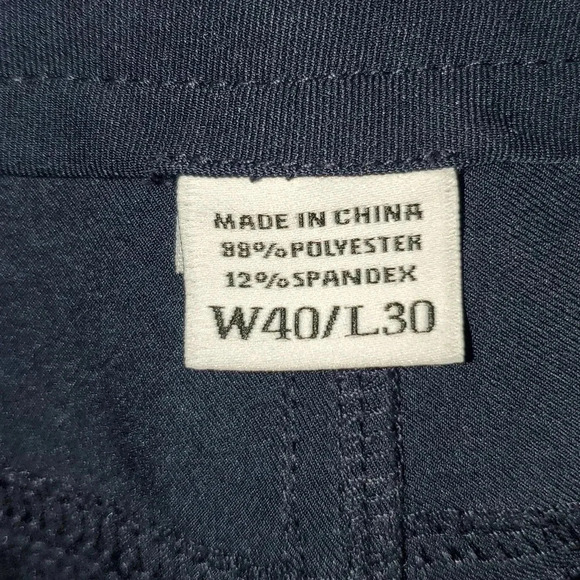 MADE IN CHINA
88%POLYESTER
12%SPANDEX
W40/L30